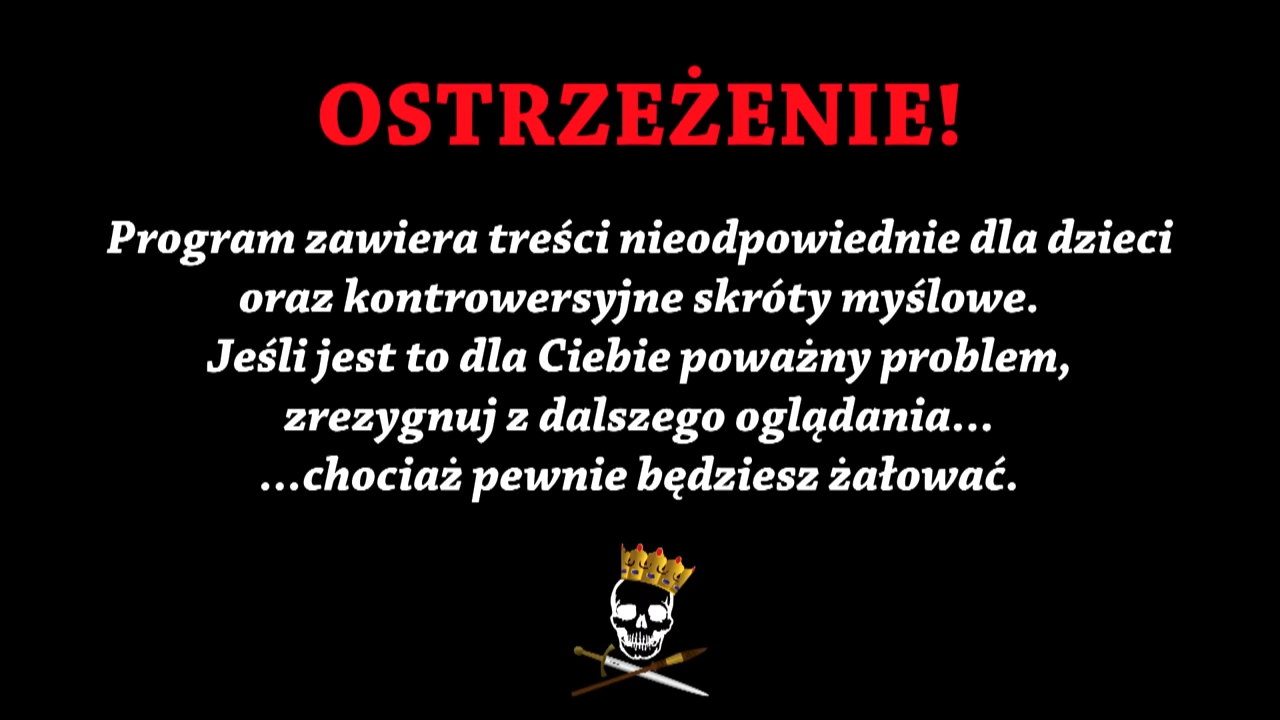 OSTRZEŻENIE!
Program zawiera treści nieodpowiednie dla dzieci
oraz kontrowersyjne skróty myślowe.
Jeśli jest to dla Ciebie poważny problem,
zrezygnuj z dalszego oglądania...
...chociaż pewnie będziesz żałować.